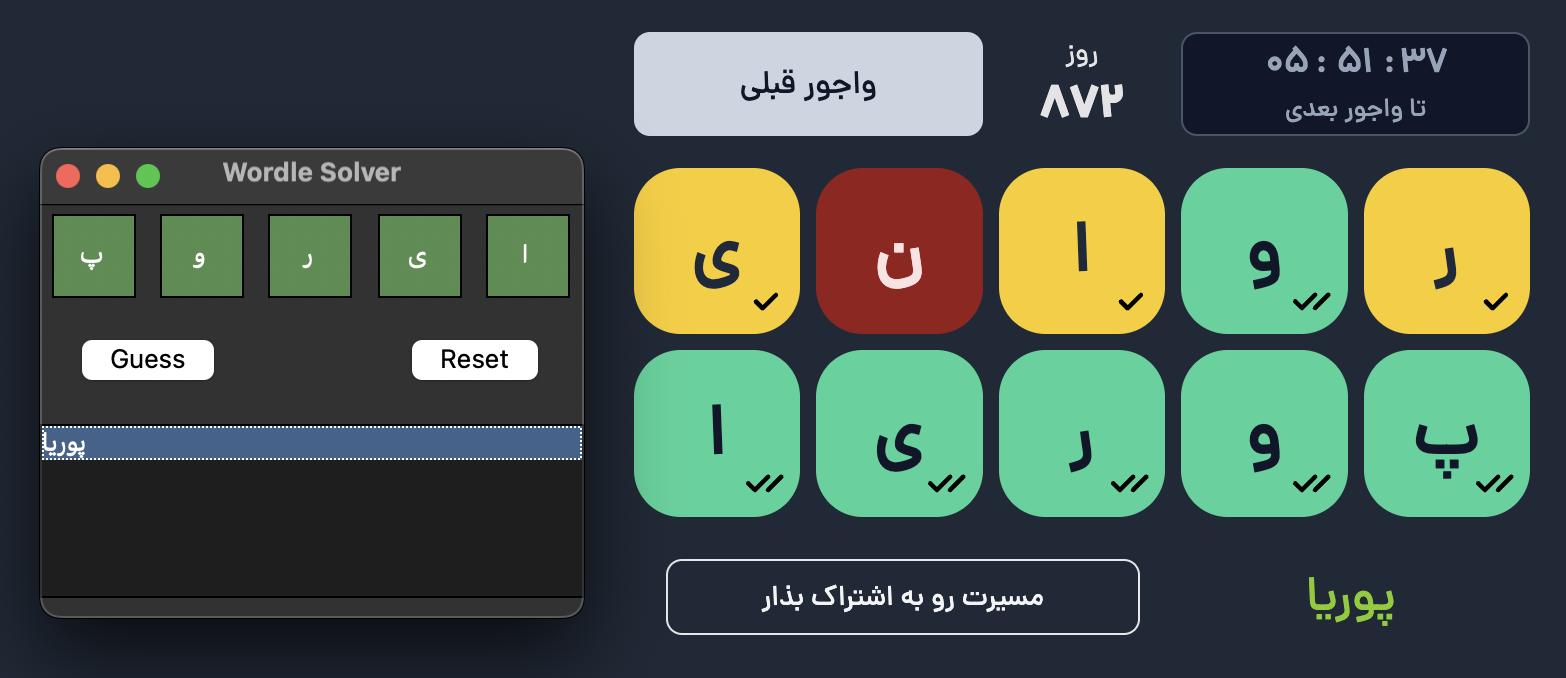 واجور قبلی
روز
۸۷۲
۰۵ : ۵۱ : ۳۷
تا واجور بعدی
Wordle Solver
پ و ر ی ا
Guess
Reset
پوریا
ر و ا ن ی
پ و ر ی ا
پوریا
مسیرت رو به اشتراک بذار